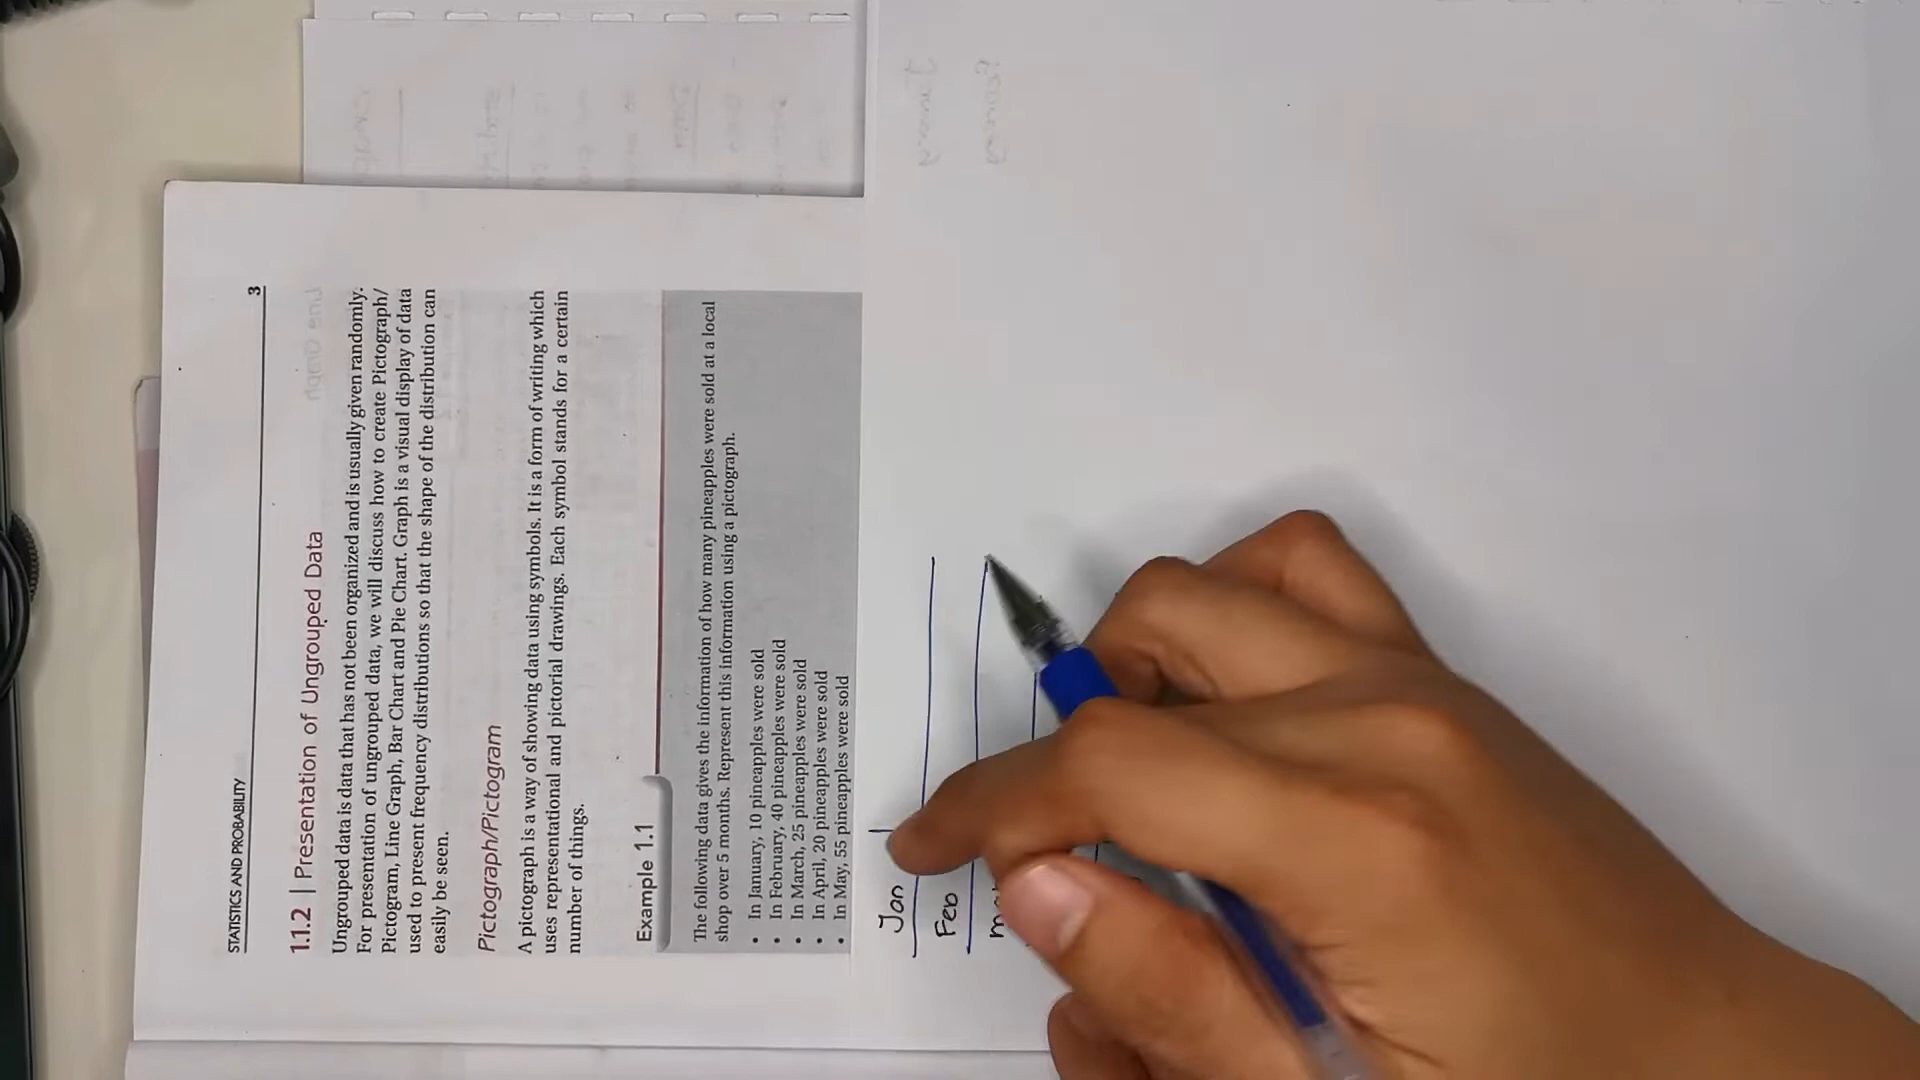 STATISTICS AND PROBABILITY 3
1.1.2 | Presentation of Ungrouped Data
Ungrouped data is data that has not been organized and is usually given randomly.
For presentation of ungrouped data, we will discuss how to create Pictograph/
Pictogram, Line Graph, Bar Chart and Pie Chart. Graph is a visual display of data
used to present frequency distributions so that the shape of the distribution can
easily be seen.
Pictograph/Pictogram
A pictograph is a way of showing data using symbols. It is a form of writing which
uses representational and pictorial drawings. Each symbol stands for a certain
number of things.
Example 1.1
The following data gives the information of how many pineapples were sold at a local
shop over 5 months. Represent this information using a pictograph.
• In January, 10 pineapples were sold
• In February, 40 pineapples were sold
• In March, 25 pineapples were sold
• In April, 20 pineapples were sold
• In May, 55 pineapples were sold
Jan
Feb